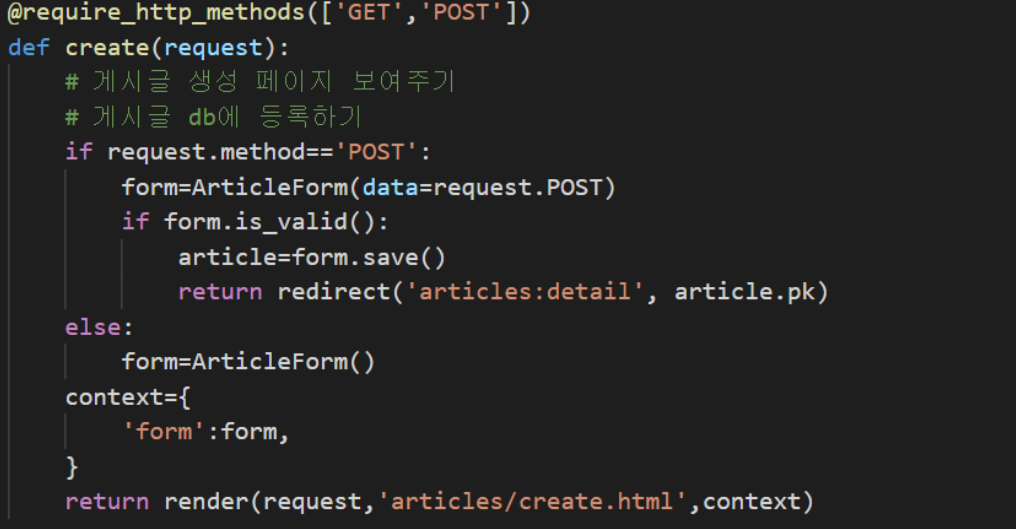 @require_http_methods(['GET','POST'])
def create(request):
    # 게시글 생성 페이지 보여주기
    # 게시글 db에 등록하기
    if request.method=='POST':
        form=ArticleForm(data=request.POST)
        if form.is_valid():
            article=form.save()
            return redirect('articles:detail', article.pk)
    else:
        form=ArticleForm()
    context={
        'form':form,
    }
    return render(request,'articles/create.html',context)